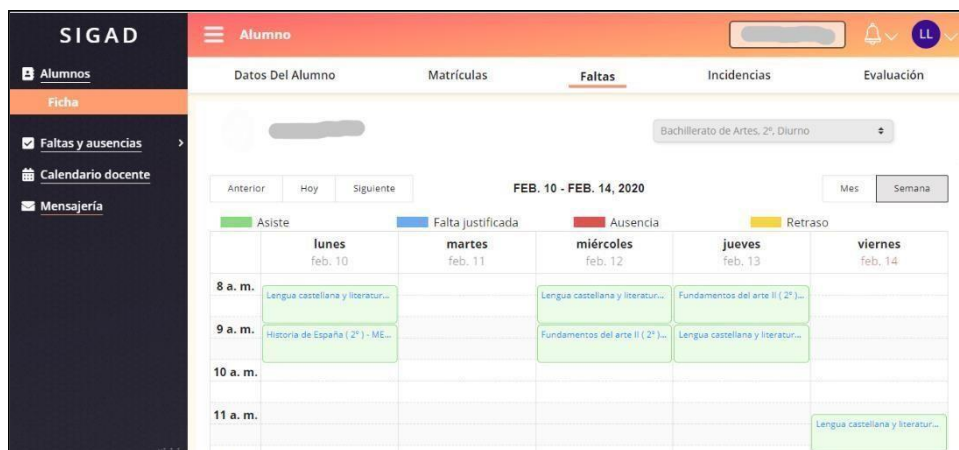 SIGAD
Alumno
LL
Alumnos
Ficha
Faltas y ausencias
Calendario docente
Mensajería
Datos Del Alumno Matrículas Faltas Incidencias Evaluación
Bachillerato de Artes, 2º, Diurno
Anterior Hoy Siguiente FEB. 10 - FEB. 14, 2020 Mes Semana
Asiste Falta justificada Ausencia Retraso
lunes martes miércoles jueves viernes
feb. 10 feb. 11 feb. 12 feb. 13 feb. 14
8 a. m.
Lengua castellana y literatur... Lengua castellana y literatur... Fundamentos del arte II ( 2º )...
9 a. m.
Historia de España ( 2º ) - ME... Fundamentos del arte II ( 2º )... Lengua castellana y literatur...
10 a. m.
11 a. m.
Lengua castellana y literatur...